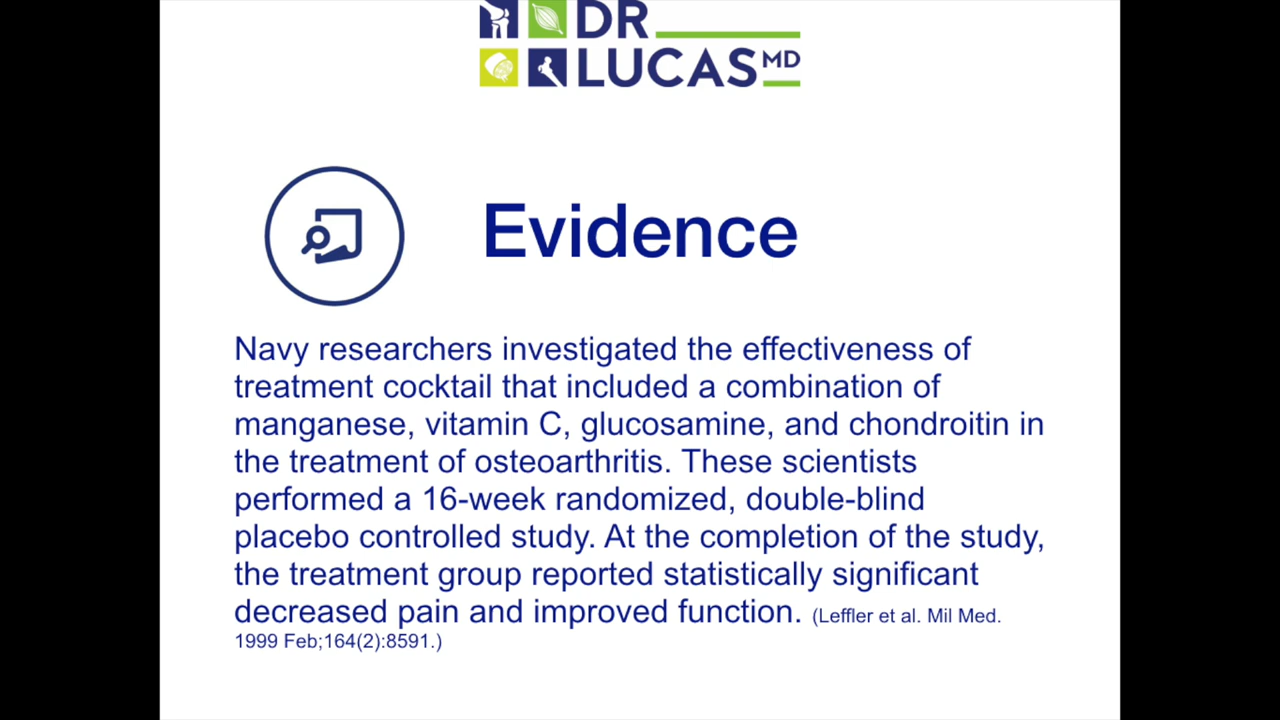 DR
LUCAS MD
Evidence
Navy researchers investigated the effectiveness of
treatment cocktail that included a combination of
manganese, vitamin C, glucosamine, and chondroitin in
the treatment of osteoarthritis. These scientists
performed a 16-week randomized, double-blind
placebo controlled study. At the completion of the study,
the treatment group reported statistically significant
decreased pain and improved function. (Leffler et al. Mil Med.
1999 Feb;164(2):8591.)